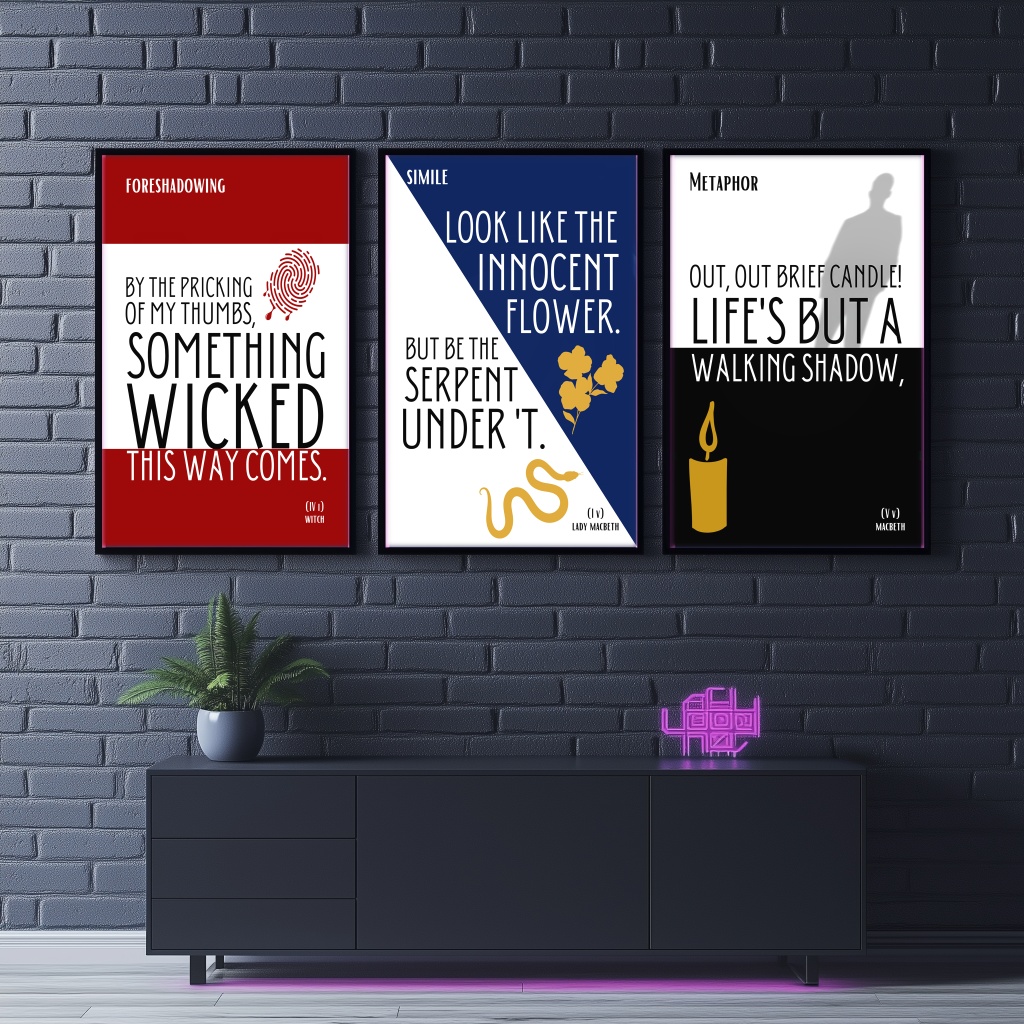 FORESHADOWING
BY THE PRICKING
OF MY THUMBS,
SOMETHING
WICKED
THIS WAY COMES.
(IV i)
WITCH
SIMILE
LOOK LIKE THE
INNOCENT
FLOWER.
BUT BE THE
SERPENT
UNDER 'T.
(I v)
LADY MACBETH
METAPHOR
OUT, OUT BRIEF CANDLE!
LIFE'S BUT A
WALKING SHADOW,
(V v)
MACBETH